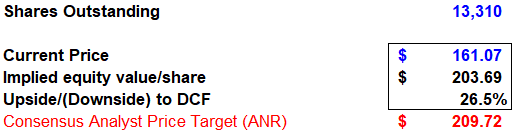 Shares Outstanding 13,310
Current Price $ 161.07
Implied equity value/share $ 203.69
Upside/(Downside) to DCF 26.5%
Consensus Analyst Price Target (ANR) $ 209.72